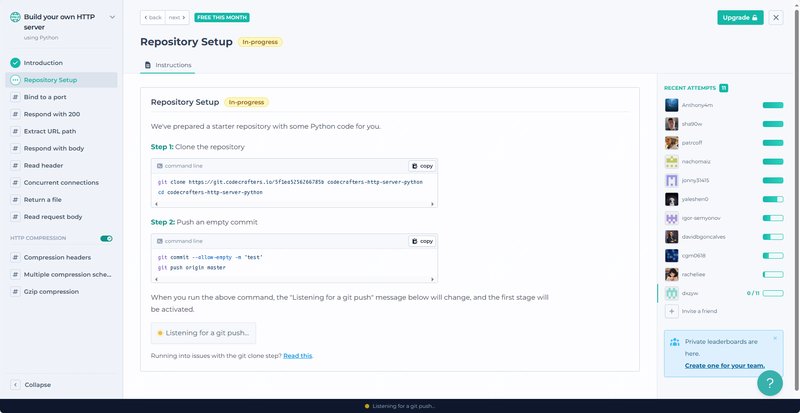 Build your own HTTP
server
using Python
Introduction
Repository Setup
Bind to a port
Respond with 200
Extract URL path
Respond with body
Read header
Concurrent connections
Return a file
Read request body
HTTP COMPRESSION
Compression headers
Multiple compression sche...
Gzip compression
Collapse
back
next
FREE THIS MONTH
Upgrade
Repository Setup
In-progress
Instructions
Repository Setup
In-progress
We've prepared a starter repository with some Python code for you.
Step 1: Clone the repository
command line
copy
git clone https://git.codecrafters.io/5f1ea5256266785b codecrafters-http-server-python
cd codecrafters-http-server-python
Step 2: Push an empty commit
command line
copy
git commit --allow-empty -m 'test'
git push origin master
When you run the above command, the "Listening for a git push" message below will change, and the first stage will
be activated.
Listening for a git push...
Running into issues with the git clone step? Read this.
RECENT ATTEMPTS 11
Anthony4m
sha90w
patrcoff
nachomaiz
jonny31415
yaleshen0
igor-semyonov
davidbgoncalves
cgm0618
racheliee
0 / 11
Invite a friend
Private leaderboards are
here.
Create one for your team.
?
Listening for a git push...